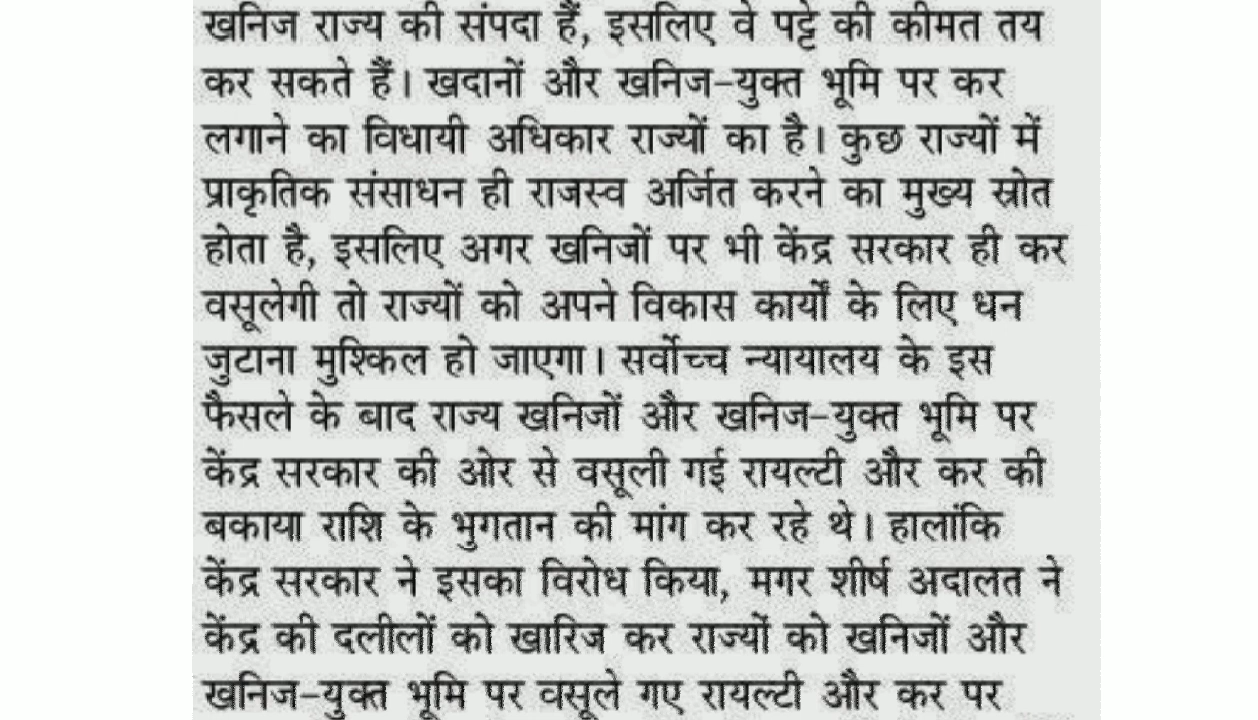 खनिज राज्य की संपदा हैं, इसलिए वे पट्टे की कीमत तय
कर सकते हैं। खदानों और खनिज-युक्त भूमि पर कर
लगाने का विधायी अधिकार राज्यों का है। कुछ राज्यों में
प्राकृतिक संसाधन ही राजस्व अर्जित करने का मुख्य स्रोत
होता है, इसलिए अगर खनिजों पर भी केंद्र सरकार ही कर
वसूलेगी तो राज्यों को अपने विकास कार्यों के लिए धन
जुटाना मुश्किल हो जाएगा। सर्वोच्च न्यायालय के इस
फैसले के बाद राज्य खनिजों और खनिज-युक्त भूमि पर
केंद्र सरकार की ओर से वसूली गई रायल्टी और कर की
बकाया राशि के भुगतान की मांग कर रहे थे। हालांकि
केंद्र सरकार ने इसका विरोध किया, मगर शीर्ष अदालत ने
केंद्र की दलीलों को खारिज कर राज्यों को खनिजों और
खनिज-युक्त भूमि पर वसूले गए रायल्टी और कर पर